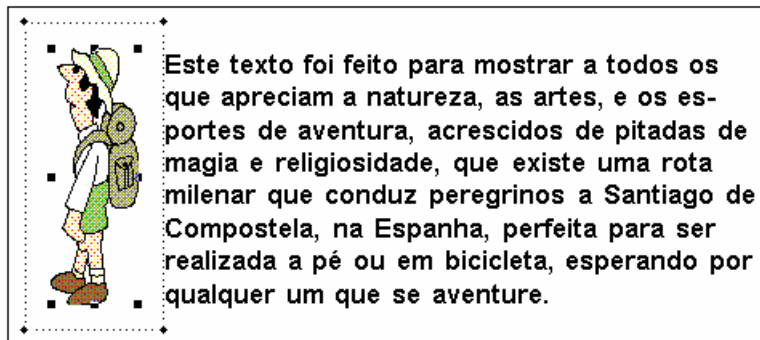 Este texto foi feito para mostrar a todos os
que apreciam a natureza, as artes, e os es-
portes de aventura, acrescidos de pitadas de
magia e religiosidade, que existe uma rota
milenar que conduz peregrinos a Santiago de
Compostela, na Espanha, perfeita para ser
realizada a pé ou em bicicleta, esperando por
qualquer um que se aventure.